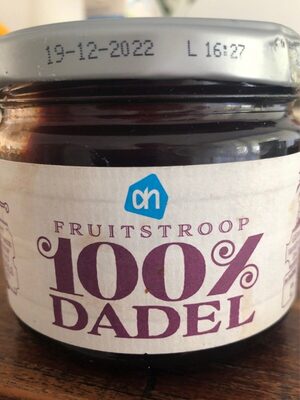 19-12-2022 L 16:27
ah
FRUITSTROOP
100%
DADEL